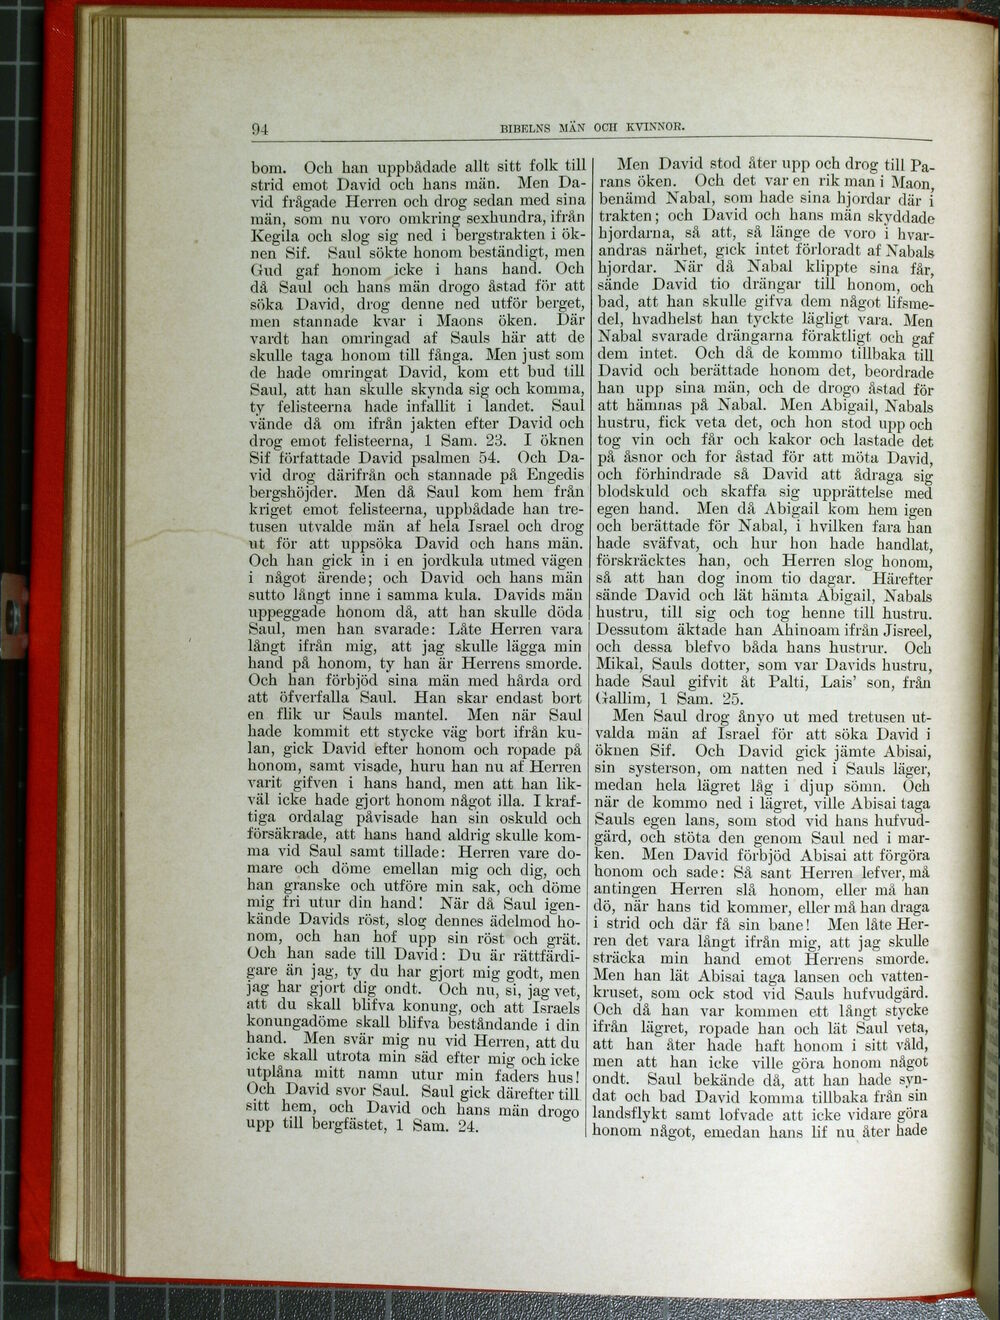 94
BIBELNS MÄN OCH KVINNOR.
bom. Och han uppbådade allt sitt folk till
strid emot David och hans män. Men Da-
vid frågade Herren och drog sedan med sina
män, som nu voro omkring sexhundra, ifrån
Kegila och slog sig ned i bergstrakten i ök-
nen Sif. Saul sökte honom beständigt, men
Gud gaf honom icke i hans hand. Och
då Saul och hans män drogo åstad för att
söka David, drog denne ned utför berget,
men stannade kvar i Maons öken. Där
vardt han omringad af Sauls här att de
skulle taga honom till fånga. Men just som
de hade omringat David, kom ett bud till
Saul, att han skulle skynda sig och komma,
ty felisteerna hade infallit i landet. Saul
vände då om ifrån jakten efter David och
drog emot felisteerna, 1 Sam. 23. I öknen
Sif författade David psalmen 54. Och Da-
vid drog därifrån och stannade på Engedis
bergshöjder. Men då Saul kom hem från
kriget emot felisteerna, uppbådade han tre-
tusen utvalde män af hela Israel och drog
ut för att uppsöka David och hans män.
Och han gick in i en jordkula utmed vägen
i något ärende; och David och hans män
sutto långt inne i samma kula. Davids män
uppeggade honom då, att han skulle döda
Saul, men han svarade: Låte Herren vara
långt ifrån mig, att jag skulle lägga min
hand på honom, ty han är Herrens smorde.
Och han förbjöd sina män med hårda ord
att öfverfalla Saul. Han skar endast bort
en flik ur Sauls mantel. Men när Saul
hade kommit ett stycke väg bort ifrån ku-
lan, gick David efter honom och ropade på
honom, samt visade, huru han nu af Herren
varit gifven i hans hand, men att han lik-
väl icke hade gjort honom något illa. I kraf-
tiga ordalag påvisade han sin oskuld och
försäkrade, att hans hand aldrig skulle kom-
ma vid Saul samt tillade: Herren vare do-
mare och döme emellan mig och dig, och
han granske och utföre min sak, och döme
mig fri utur din hand! När då Saul igen-
kände Davids röst, slog dennes ädelmod ho-
nom, och han hof upp sin röst och grät.
Och han sade till David: Du är rättfärdi-
gare än jag, ty du har gjort mig godt, men
jag har gjort dig ondt. Och nu, si, jag vet,
att du skall blifva konung, och att Israels
konungadöme skall blifva beståndande i din
hand. Men svär mig nu vid Herren, att du
icke skall utrota min säd efter mig och icke
utplåna mitt namn utur min faders hus!
Och David svor Saul. Saul gick därefter till
sitt hem, och David och hans män drogo
upp till bergfästet, 1 Sam. 24.
Men David stod åter upp och drog till Pa-
rans öken. Och det var en rik man i Maon,
benämd Nabal, som hade sina hjordar där i
trakten; och David och hans män skyddade
hjordarna, så att, så länge de voro i hvar-
andras närhet, gick intet förloradt af Nabals
hjordar. När då Nabal klippte sina får,
sände David tio drängar till honom, och
bad, att han skulle gifva dem något lifsme-
del, hvadhelst han tyckte lägligt vara. Men
Nabal svarade drängarna föraktligt och gaf
dem intet. Och då de kommo tillbaka till
David och berättade honom det, beordrade
han upp sina män, och de drogo åstad för
att hämnas på Nabal. Men Abigail, Nabals
hustru, fick veta det, och hon stod upp och
tog vin och får och kakor och lastade det
på åsnor och for åstad för att möta David,
och förhindrade så David att ådraga sig
blodskuld och skaffa sig upprättelse med
egen hand. Men då Abigail kom hem igen
och berättade för Nabal, i hvilken fara han
hade sväfvat, och hur hon hade handlat,
förskräcktes han, och Herren slog honom,
så att han dog inom tio dagar. Härefter
sände David och lät hämta Abigail, Nabals
hustru, till sig och tog henne till hustru.
Dessutom äktade han Ahinoam ifrån Jisreel,
och dessa blefvo båda hans hustrur. Och
Mikal, Sauls dotter, som var Davids hustru,
hade Saul gifvit åt Palti, Lais' son, från
Gallim, 1 Sam. 25.
Men Saul drog ånyo ut med tretusen ut-
valda män af Israel för att söka David i
öknen Sif. Och David gick jämte Abisai,
sin systerson, om natten ned i Sauls läger,
medan hela lägret låg i djup sömn. Och
när de kommo ned i lägret, ville Abisai taga
Sauls egen lans, som stod vid hans hufvud-
gärd, och stöta den genom Saul ned i mar-
ken. Men David förbjöd Abisai att förgöra
honom och sade: Så sant Herren lefver, må
antingen Herren slå honom, eller må han
dö, när hans tid kommer, eller må han draga
i strid och där få sin bane! Men låte Her-
ren det vara långt ifrån mig, att jag skulle
sträcka min hand emot Herrens smorde.
Men han lät Abisai taga lansen och vatten-
kruset, som ock stod vid Sauls hufvudgärd.
Och då han var kommen ett långt stycke
ifrån lägret, ropade han och lät Saul veta,
att han åter hade haft honom i sitt våld,
men att han icke ville göra honom något
ondt. Saul bekände då, att han hade syn-
dat och bad David komma tillbaka från sin
landsflykt samt lofvade att icke vidare göra
honom något, emedan hans lif nu åter hade